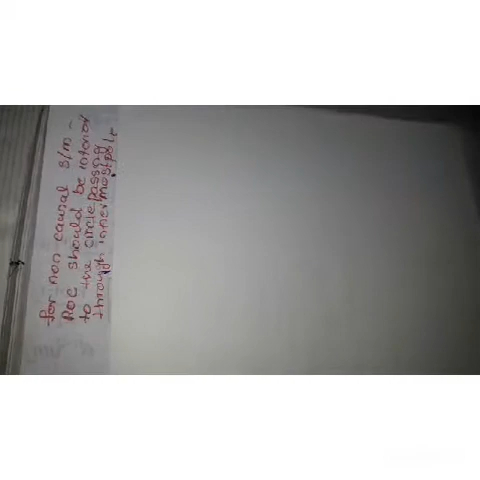 for non causal s/m -
ROC should be interior
to the circle passing
through innermost pole